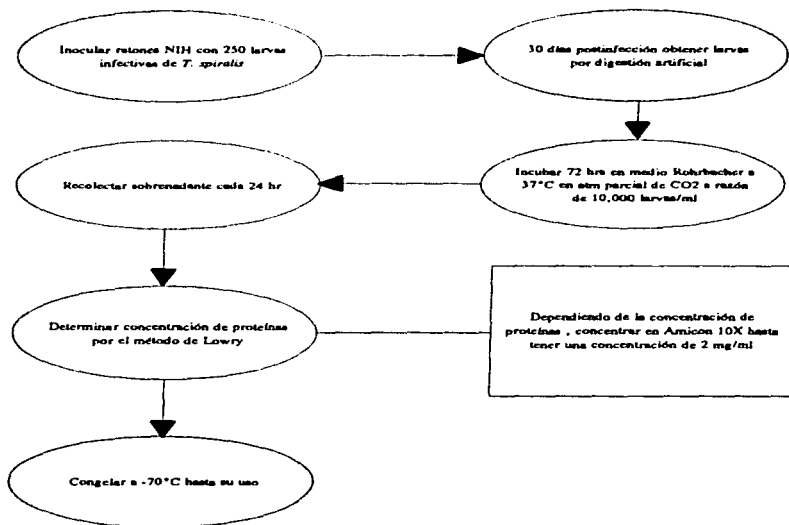 Inocular ratones NIH con 250 larvas
infectivas de T. spiralis
30 días postinfección obtener larvas
por digestión artificial
Incubar 72 hrs en medio Rohrbacher a
37°C en atm parcial de CO2 a razón
de 10,000 larvas/ml
Recolectar sobrenadante cada 24 hr
Determinar concentración de proteínas
por el método de Lowry
Dependiendo de la concentración de
proteínas , concentrar en Amicon 10X hasta
tener una concentración de 2 mg/ml
Congelar a -70°C hasta su uso